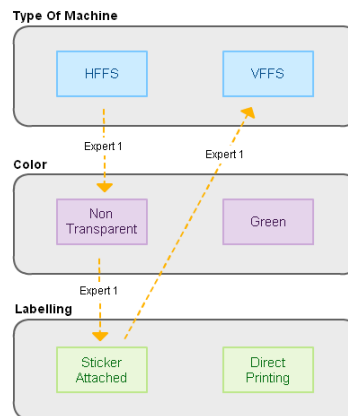 Type Of Machine
HFFS
VFFS
Expert 1
Expert 1
Color
Non
Transparent
Green
Expert 1
Labelling
Sticker
Attached
Direct
Printing